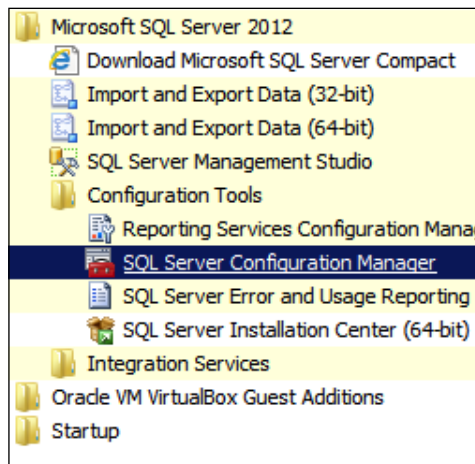 Microsoft SQL Server 2012
Download Microsoft SQL Server Compact
Import and Export Data (32-bit)
Import and Export Data (64-bit)
SQL Server Management Studio
Configuration Tools
Reporting Services Configuration Mana
SQL Server Configuration Manager
SQL Server Error and Usage Reporting
SQL Server Installation Center (64-bit)
Integration Services
Oracle VM VirtualBox Guest Additions
Startup